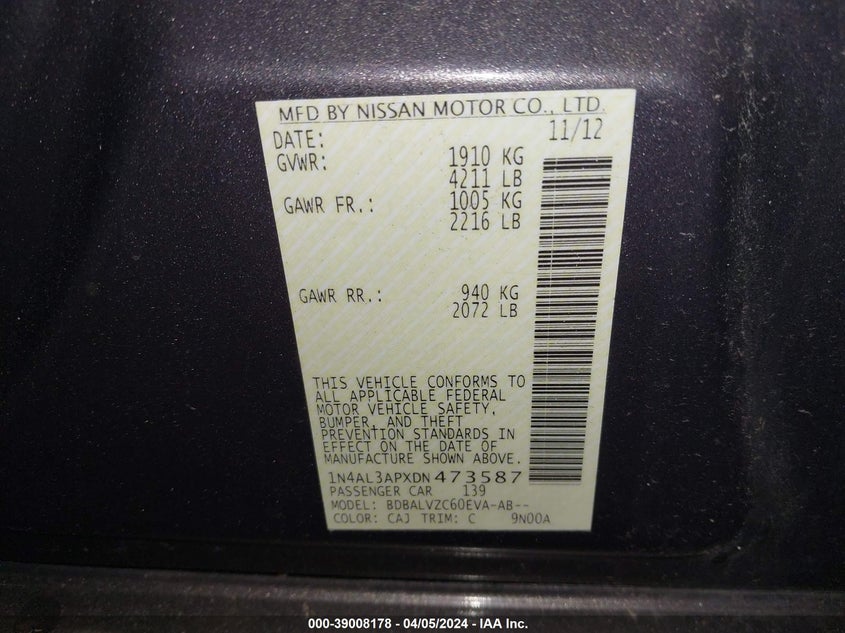 MFD BY NISSAN MOTOR CO., LTD.
DATE: 11/12
GVWR: 1910 KG
4211 LB
GAWR FR.: 1005 KG
2216 LB
GAWR RR.: 940 KG
2072 LB
THIS VEHICLE CONFORMS TO
ALL APPLICABLE FEDERAL
MOTOR VEHICLE SAFETY,
BUMPER, AND THEFT
PREVENTION STANDARDS IN
EFFECT ON THE DATE OF
MANUFACTURE SHOWN ABOVE.
1N4AL3APXDN473587
PASSENGER CAR 139
MODEL: BDBALVZC60EVA-AB--
COLOR: CAJ TRIM: C 9N00A
000-39008178 - 04/05/2024 - IAA Inc.